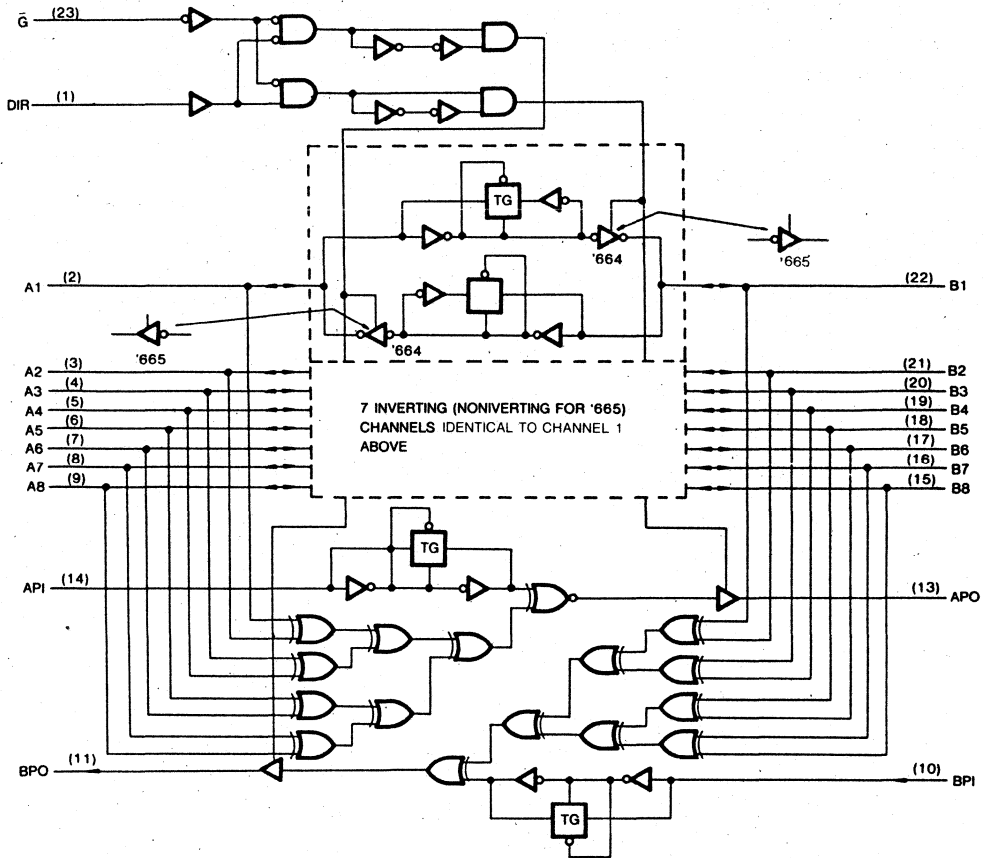 G̅ (23)
DIR (1)
TG
'664
'665
A1 (2)
(22) B1
'664
'665
A2 (3)
(21) B2
A3 (4)
(20) B3
A4 (5)
(19) B4
A5 (6)
(18) B5
A6 (7)
(17) B6
A7 (8)
(16) B7
A8 (9)
(15) B8
7 INVERTING (NONIVERTING FOR '665)
CHANNELS IDENTICAL TO CHANNEL 1
ABOVE
TG
API (14)
(13) APO
BPO (11)
(10) BPI
TG